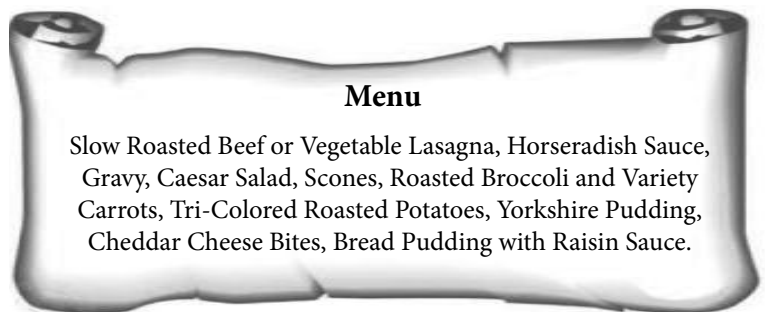 Menu
Slow Roasted Beef or Vegetable Lasagna, Horseradish Sauce,
Gravy, Caesar Salad, Scones, Roasted Broccoli and Variety
Carrots, Tri-Colored Roasted Potatoes, Yorkshire Pudding,
Cheddar Cheese Bites, Bread Pudding with Raisin Sauce.